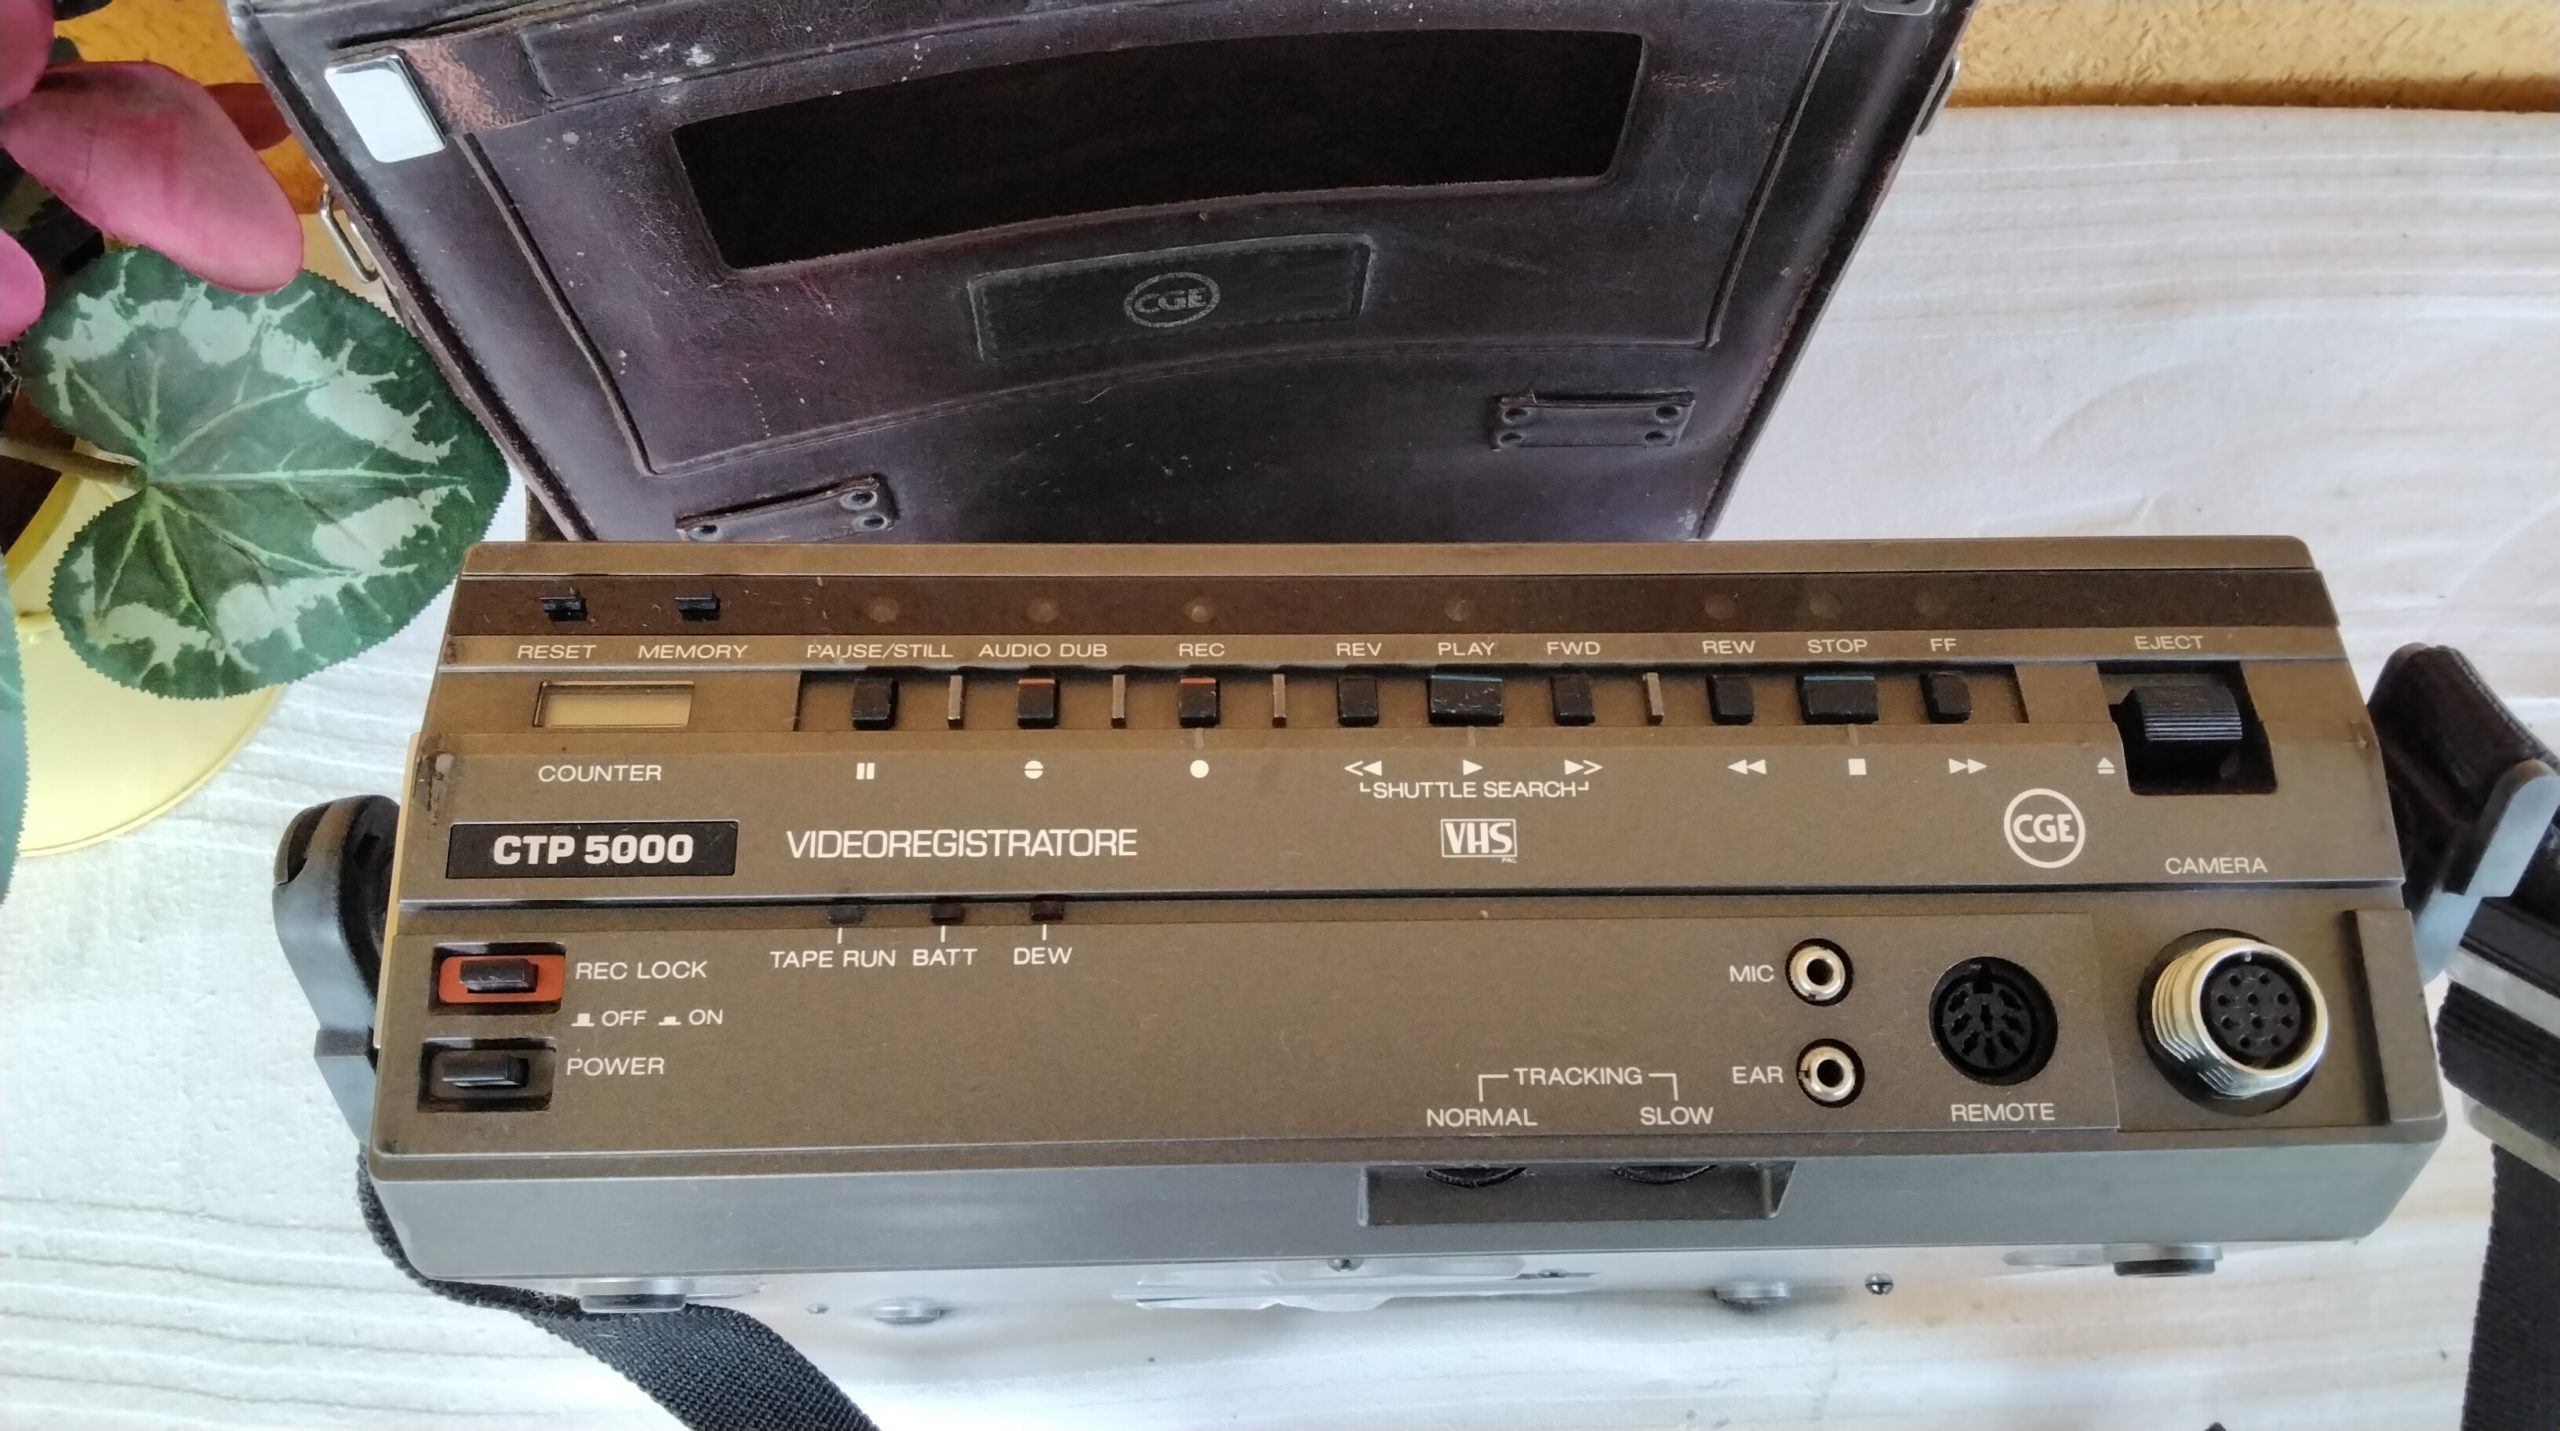 CGE
RESET MEMORY PAUSE/STILL AUDIO DUB REC REV PLAY FWD REW STOP FF EJECT
COUNTER
SHUTTLE SEARCH
CTP 5000 VIDEOREGISTRATORE VHS PAL CGE
CAMERA
TAPE RUN BATT DEW
REC LOCK
OFF ON
POWER
MIC
EAR
TRACKING
NORMAL SLOW
REMOTE